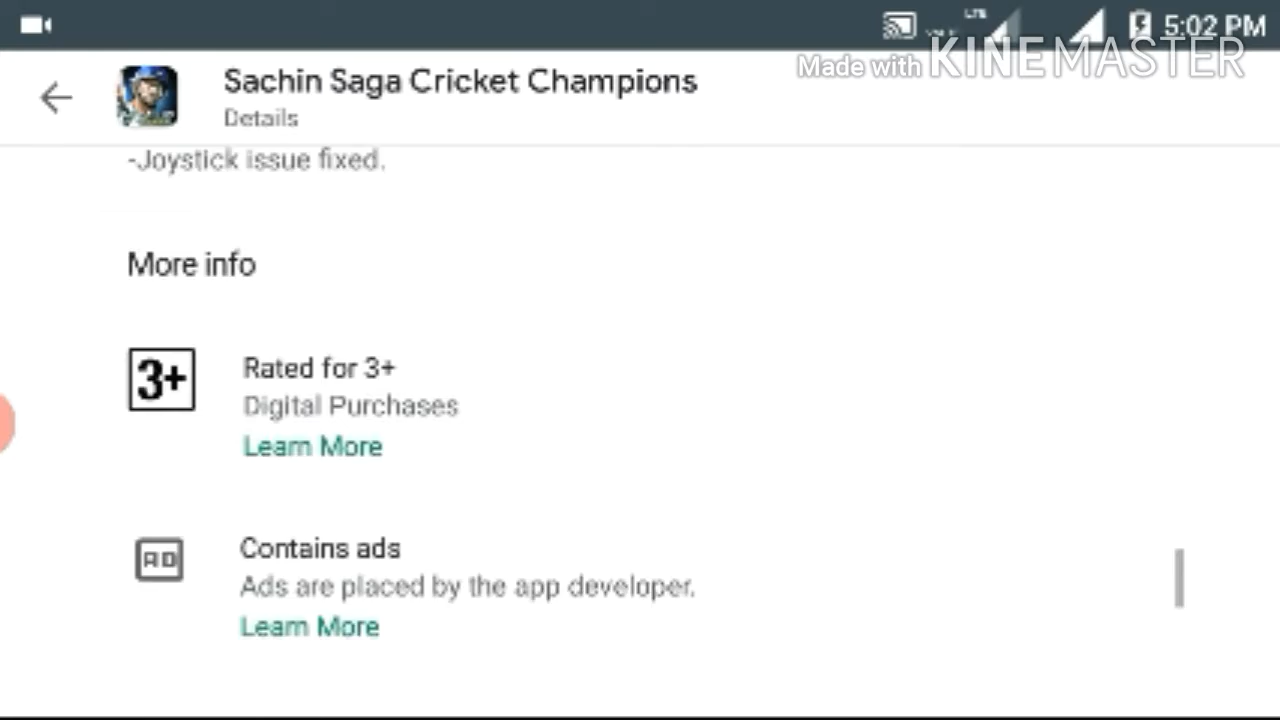 LTE
5:02 PM
Made with KINEMASTER
Sachin Saga Cricket Champions
Details
-Joystick issue fixed.
More info
3+
Rated for 3+
Digital Purchases
Learn More
AD
Contains ads
Ads are placed by the app developer.
Learn More